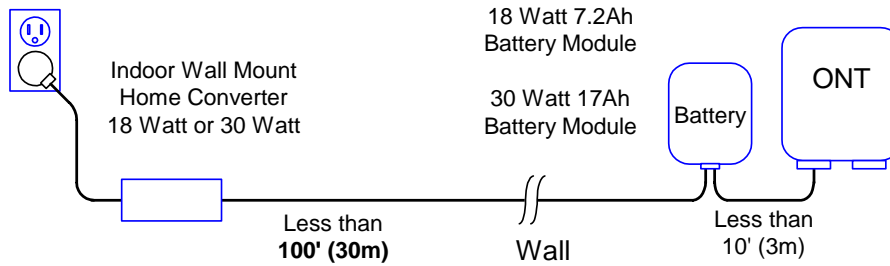 18 Watt 7.2Ah
Battery Module
Indoor Wall Mount
Home Converter
18 Watt or 30 Watt
30 Watt 17Ah
Battery Module
Battery
ONT
Less than
100' (30m)
Wall
Less than
10' (3m)